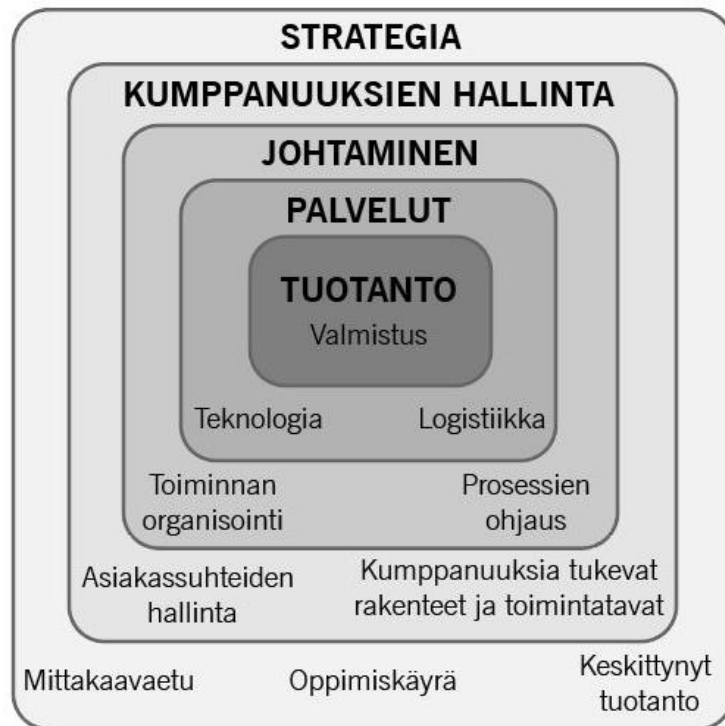 STRATEGIA
KUMPPANUUKSIEN HALLINTA
JOHTAMINEN
PALVELUT
TUOTANTO
Valmistus
Teknologia
Logistiikka
Toiminnan
organisointi
Prosessien
ohjaus
Asiakassuhteiden
hallinta
Kumppanuuksia tukevat
rakenteet ja toimintatavat
Mittakaavaetu
Oppimiskäyrä
Keskittynyt
tuotanto